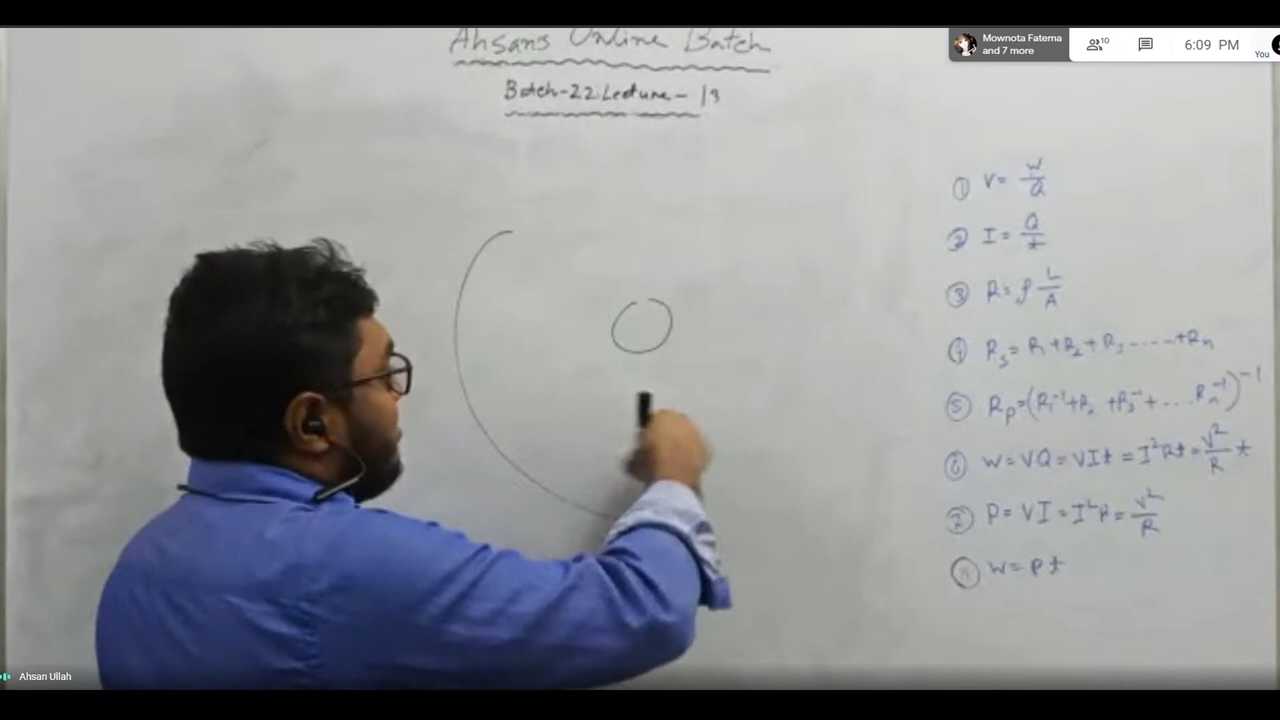 Ahsan's Online Batch
Batch-22 Lecture - 13
Mownota Fatema
and 7 more
10
6:09 PM
You
① V = W/Q
② I = Q/t
③ R = ρ L/A
④ Rs = R1 + R2 + R3 ------ + Rn
⑤ Rp = (R1⁻¹ + R2 + R3⁻¹ + .... Rn⁻¹)⁻¹
⑥ W = VQ = VIt = I²Rt = V²/R t
⑦ P = VI = I²R = V²/R
⑧ W = Pt
Ahsan Ullah